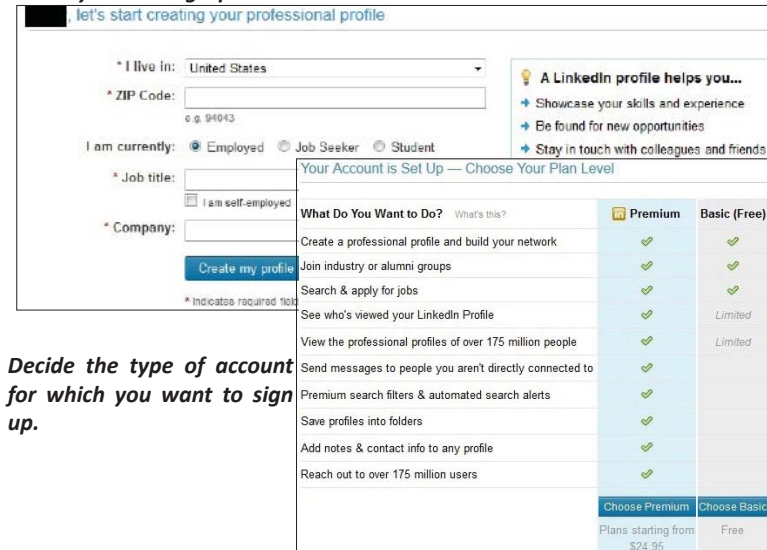 , let's start creating your professional profile
* I live in: United States
* ZIP Code:
e.g. 94043
I am currently: Employed Job Seeker Student
* Job title:
I am self-employed
* Company:
Create my profile
* Indicates required field
A LinkedIn profile helps you...
Showcase your skills and experience
Be found for new opportunities
Stay in touch with colleagues and friends
Your Account is Set Up — Choose Your Plan Level
What Do You Want to Do? What's this? in Premium Basic (Free)
Create a professional profile and build your network
Join industry or alumni groups
Search & apply for jobs
See who's viewed your LinkedIn Profile Limited
View the professional profiles of over 175 million people Limited
Send messages to people you aren't directly connected to
Premium search filters & automated search alerts
Save profiles into folders
Add notes & contact info to any profile
Reach out to over 175 million users
Choose Premium Choose Basic
Plans starting from Free
$24.95
Decide the type of account
for which you want to sign
up.